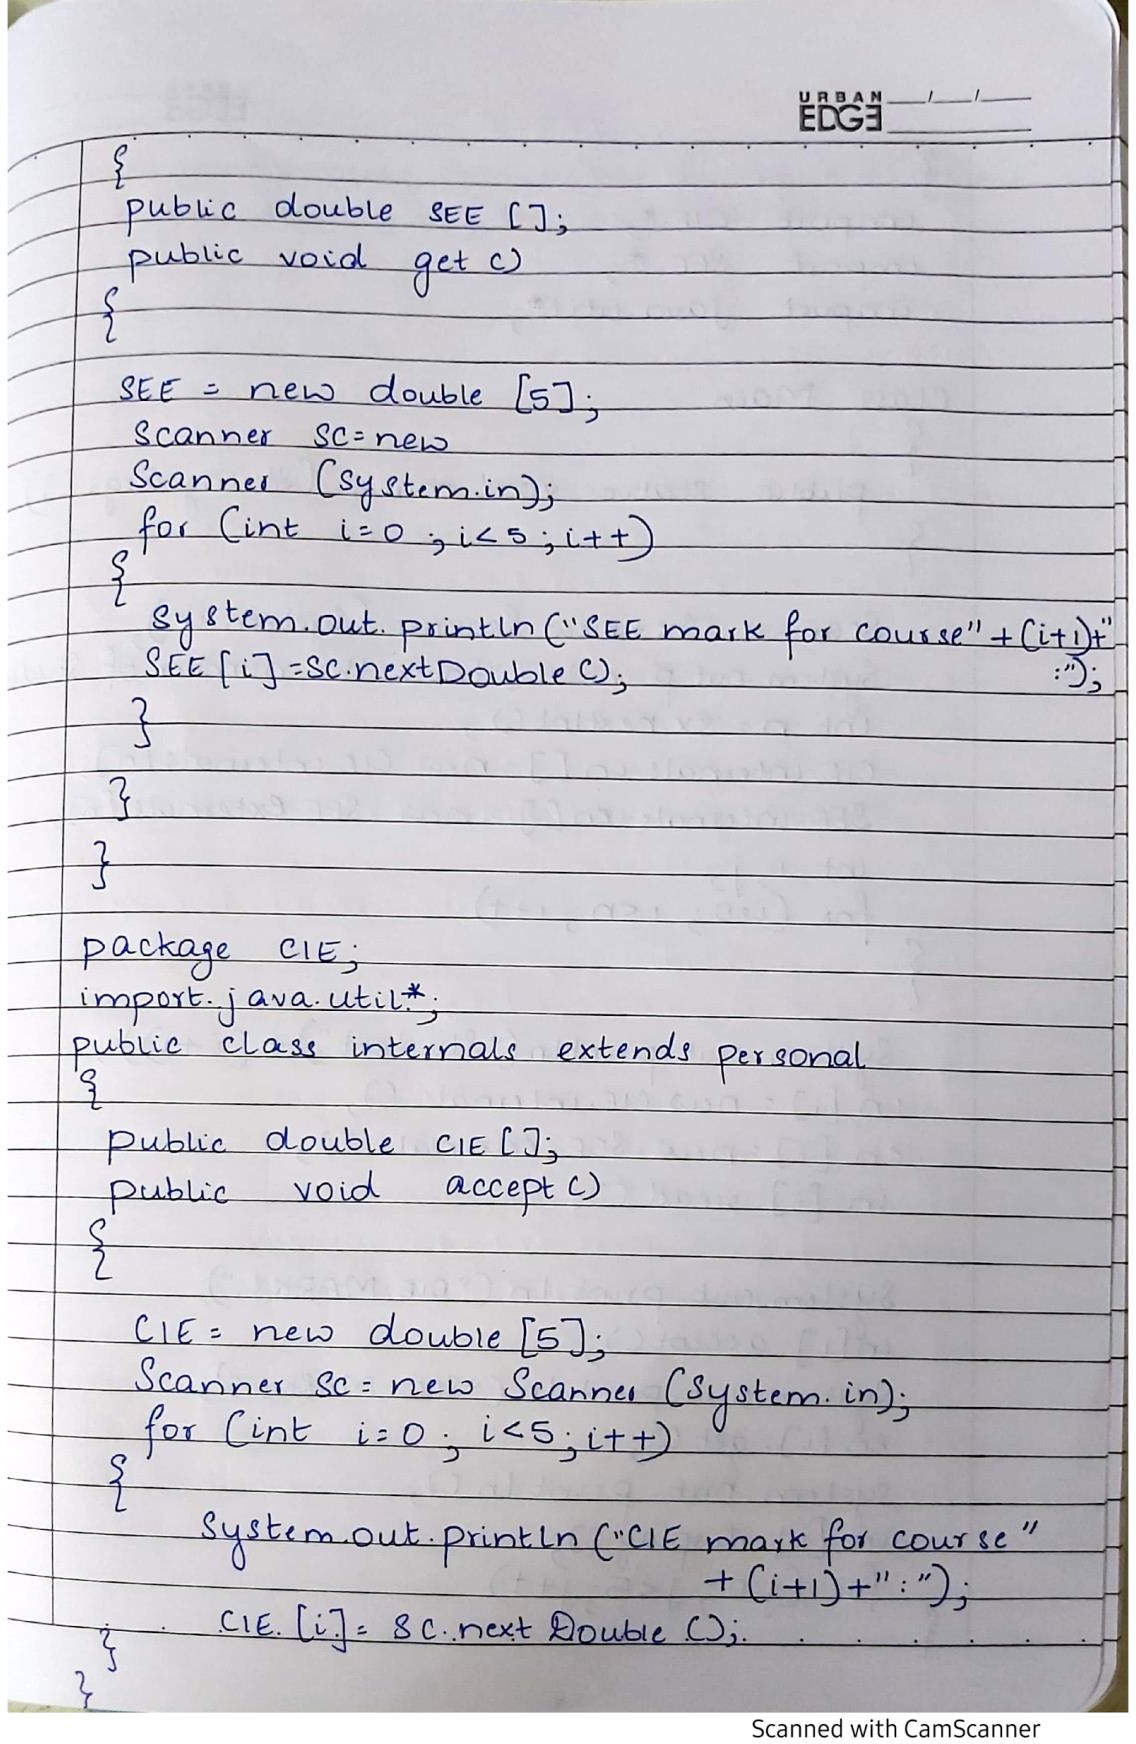 URBAN
EDGE
{
public double SEE [];
public void get ()
{
SEE = new double [5];
Scanner sc = new
Scanner (system.in);
for (int i=0 ; i<5 ; i++)
{
system.out.println ("SEE mark for course" + (i+1)+"
:");
SEE [i] = sc.nextDouble ();
}
}
}
package CIE;
import.java.util.*;
public class internals extends personal
{
public double CIE [];
public void accept ()
{
CIE = new double [5];
Scanner sc = new Scanner (system.in);
for (int i=0 ; i<5 ; i++)
{
system.out.println ("CIE mark for course"
+ (i+1) + ":");
CIE. [i] = sc.next Double ();
}
}
Scanned with CamScanner